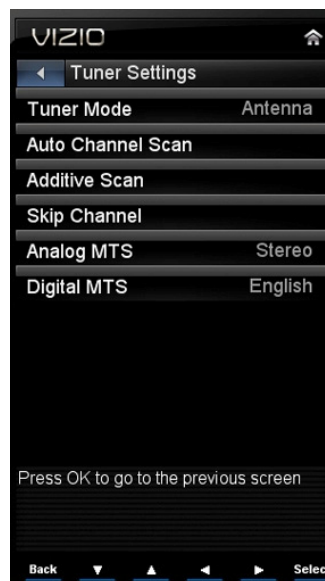 VIZIO
Tuner Settings
Tuner Mode Antenna
Auto Channel Scan
Additive Scan
Skip Channel
Analog MTS Stereo
Digital MTS English
Press OK to go to the previous screen
Back Selec